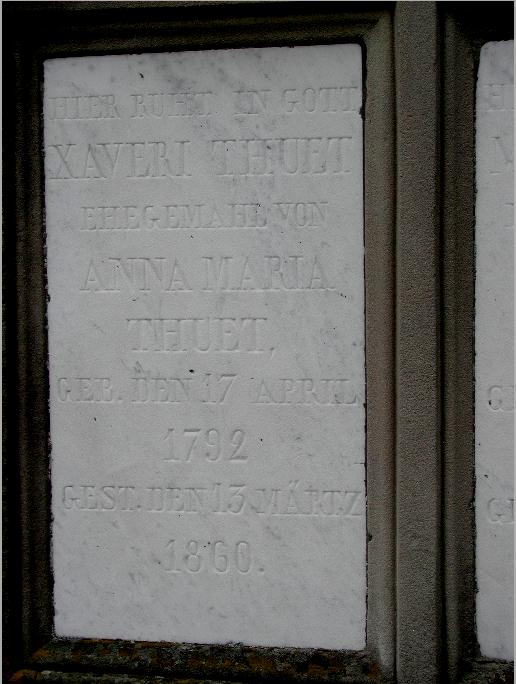 HIER RUHT IN GOTT
XAVERI THUET
EHEGEMAHL VON
ANNA MARIA
THUET,
GEB. DEN 17 APRIL
1792
GEST. DEN 13 MÄRTZ
1860.